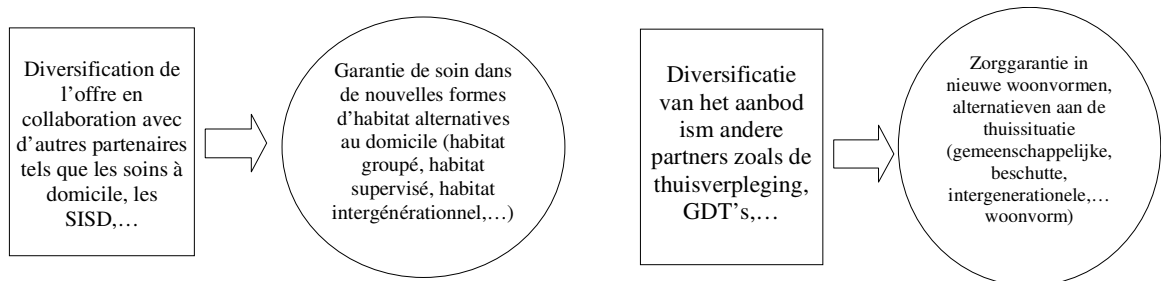 Diversification de
l'offre en
collaboration avec
d'autres partenaires
tels que les soins à
domicile, les
SISD,…
Garantie de soin dans
de nouvelles formes
d'habitat alternatives
au domicile (habitat
groupé, habitat
supervisé, habitat
intergénérationnel,…)
Diversificatie
van het aanbod
ism andere
partners zoals de
thuisverpleging,
GDT's,…
Zorggarantie in
nieuwe woonvormen,
alternatieven aan de
thuissituatie
(gemeenschappelijke,
beschutte,
intergenerationele,…
woonvorm)